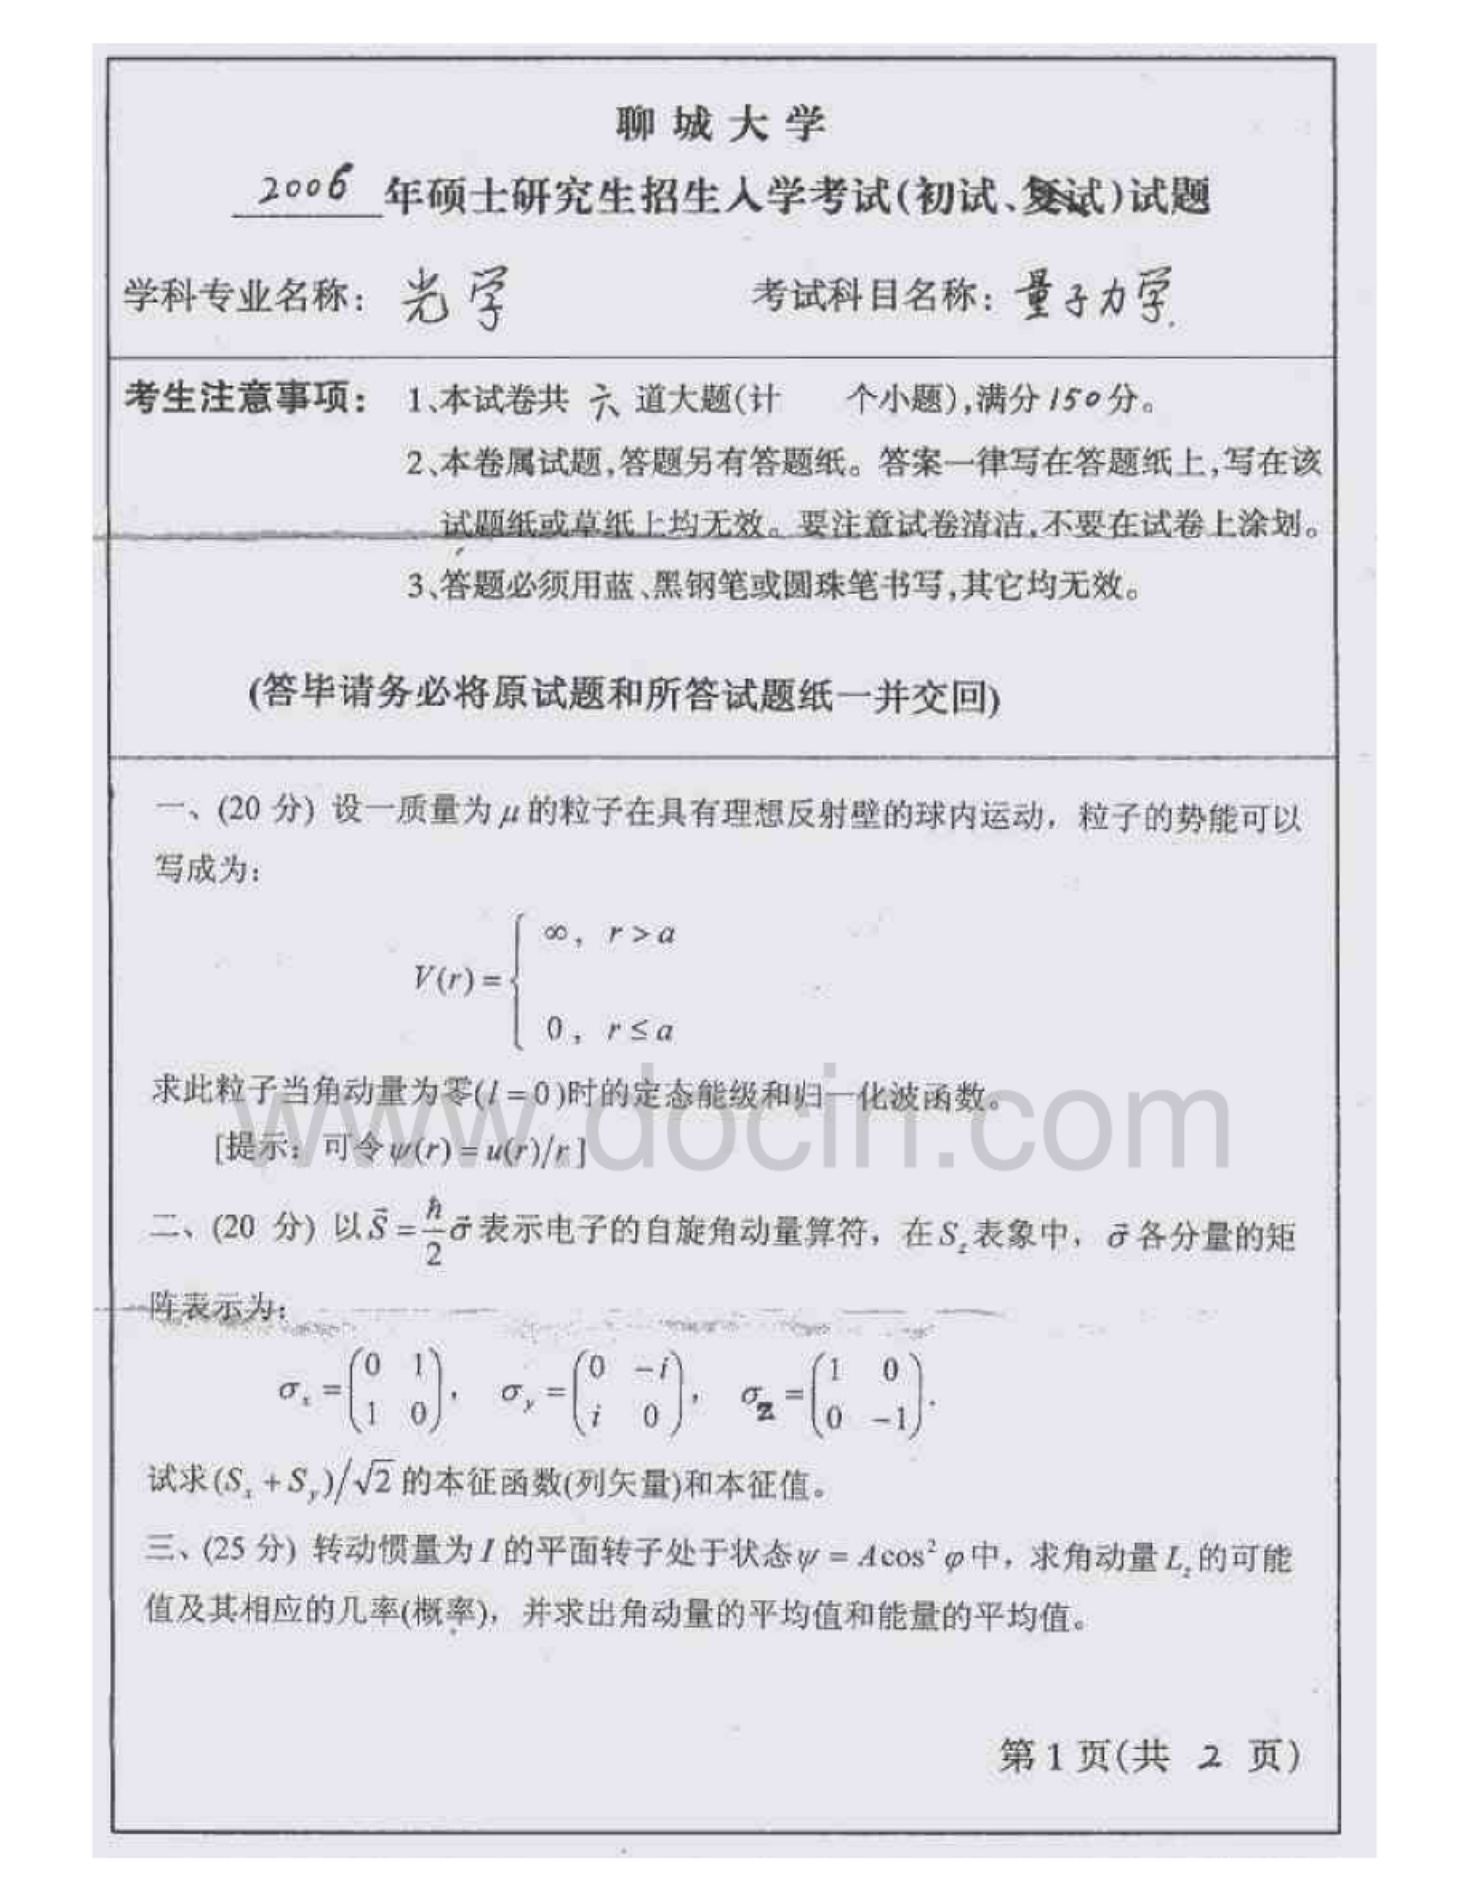 聊城大学
2006 年硕士研究生招生入学考试(初试、复试)试题
学科专业名称: 光学 考试科目名称: 量子力学.
考生注意事项: 1、本试卷共 六 道大题(计 个小题),满分150分。
2、本卷属试题,答题另有答题纸。答案一律写在答题纸上,写在该
试题纸或草纸上均无效。要注意试卷清洁,不要在试卷上涂划。
3、答题必须用蓝、黑钢笔或圆珠笔书写,其它均无效。
(答毕请务必将原试题和所答试题纸一并交回)
一、(20 分) 设一质量为 μ 的粒子在具有理想反射壁的球内运动，粒子的势能可以
写成为:
V(r) = { ∞, r > a
0, r ≤ a
求此粒子当角动量为零(l = 0)时的定态能级和归一化波函数。
[提示: 可令 ψ(r) = u(r)/r]
www.docin.com
二、(20 分) 以 S⃗ = ħ/2 σ⃗ 表示电子的自旋角动量算符，在 S_z 表象中，σ⃗ 各分量的矩
阵表示为:
σ_x = (0 1; 1 0), σ_y = (0 -i; i 0), σ_z = (1 0; 0 -1).
试求 (S_x + S_y)/√2 的本征函数(列矢量)和本征值。
三、(25 分) 转动惯量为 I 的平面转子处于状态 ψ = A cos² φ 中，求角动量 L_z 的可能
值及其相应的几率(概率)，并求出角动量的平均值和能量的平均值。
第 1 页(共 2 页)